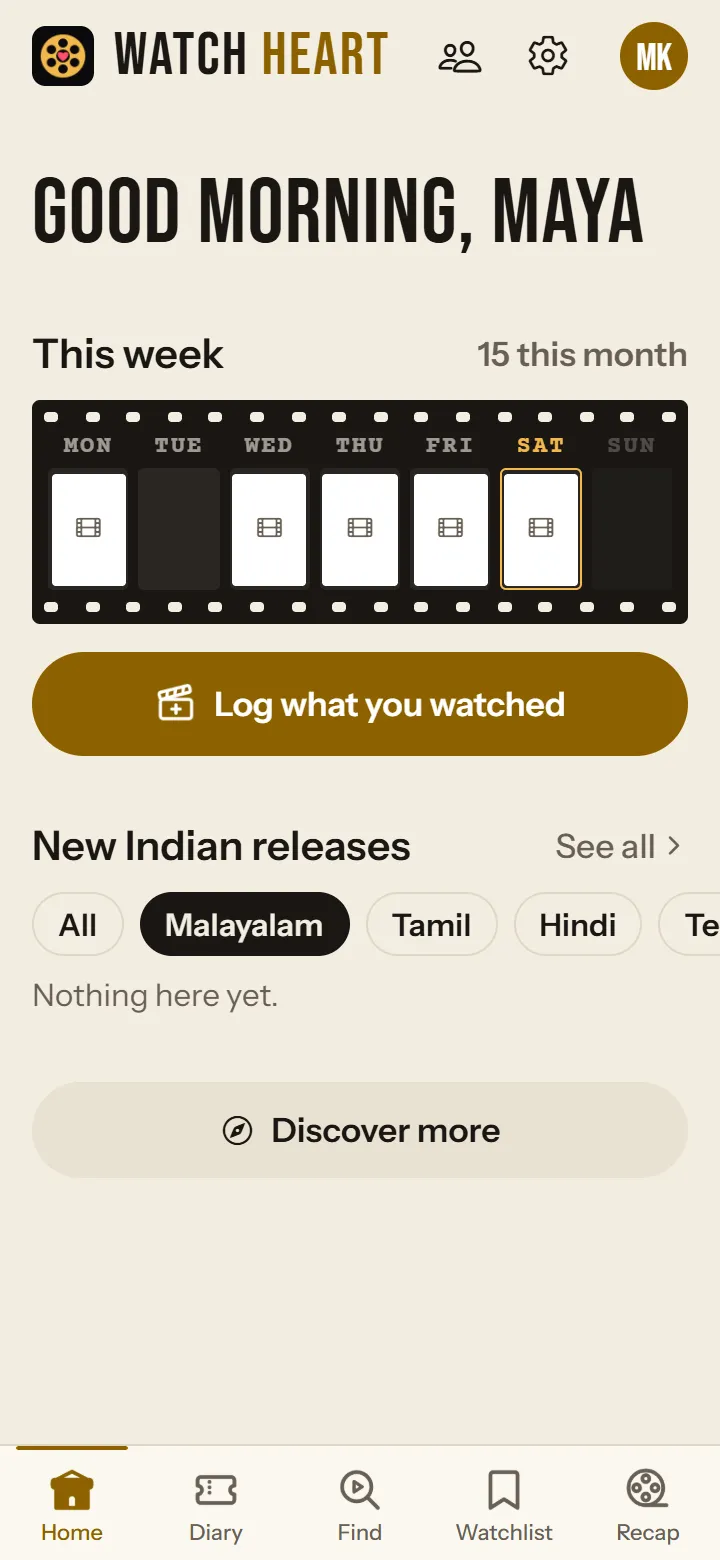 WATCH HEART
MK
GOOD MORNING, MAYA
This week
15 this month
MON TUE WED THU FRI SAT SUN
Log what you watched
New Indian releases
See all
All Malayalam Tamil Hindi Te
Nothing here yet.
Discover more
Home Diary Find Watchlist Recap